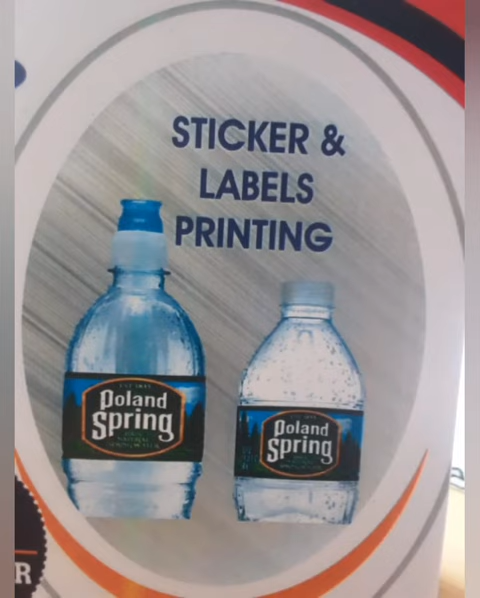 STICKER &
LABELS
PRINTING
Poland
Spring
Poland
Spring
R